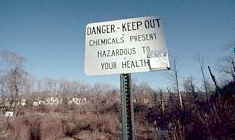 DANGER-KEEP OUT
CHEMICALS PRESENT
HAZARDOUS TO
YOUR HEALTH